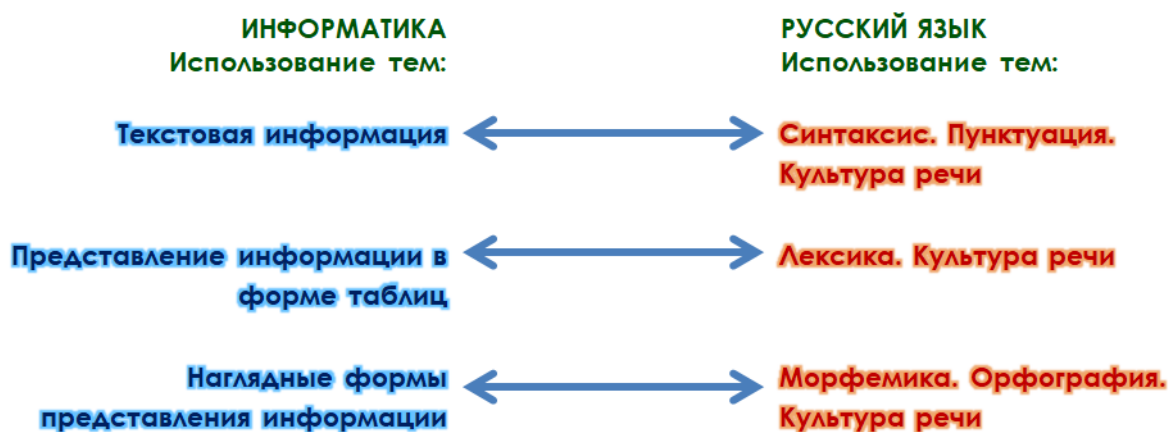 ИНФОРМАТИКА
Использование тем:
РУССКИЙ ЯЗЫК
Использование тем:
Текстовая информация
Синтаксис. Пунктуация.
Культура речи
Представление информации в
форме таблиц
Лексика. Культура речи
Наглядные формы
представления информации
Морфемика. Орфография.
Культура речи